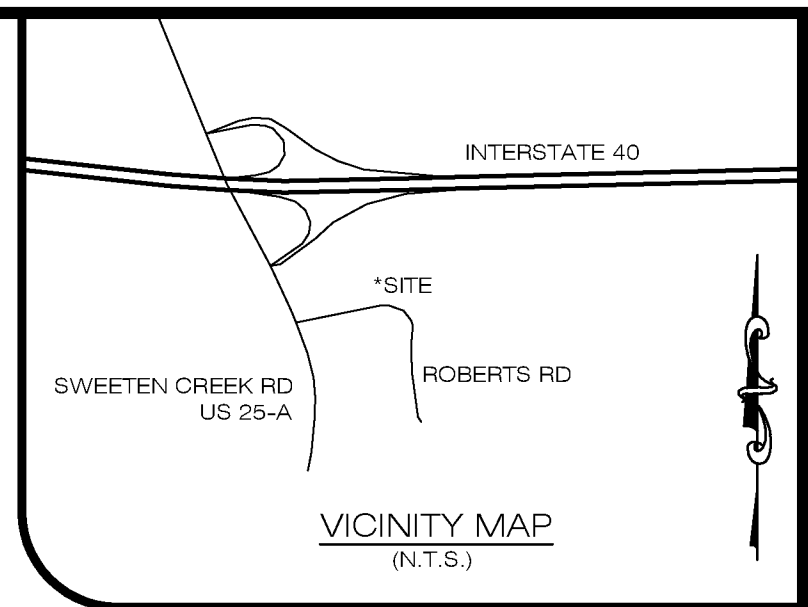 INTERSTATE 40
*SITE
ROBERTS RD
SWEETEN CREEK RD
US 25-A
VICINITY MAP
(N.T.S.)